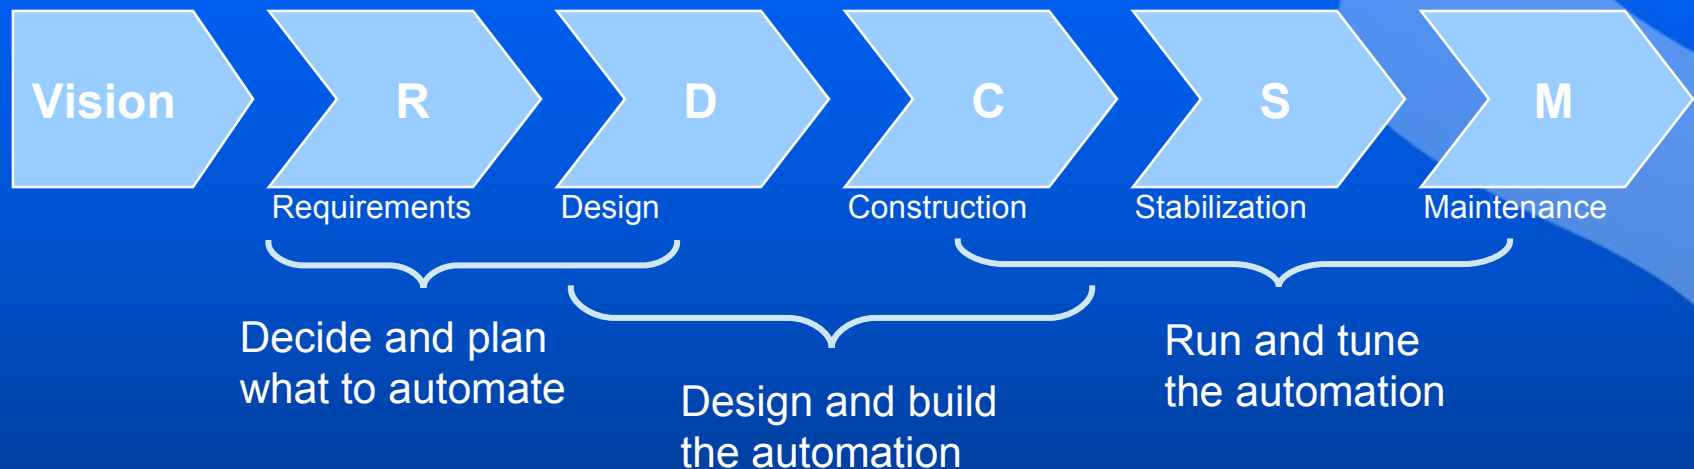 Vision
R
D
C
S
M
Requirements
Design
Construction
Stabilization
Maintenance
Decide and plan
what to automate
Design and build
the automation
Run and tune
the automation